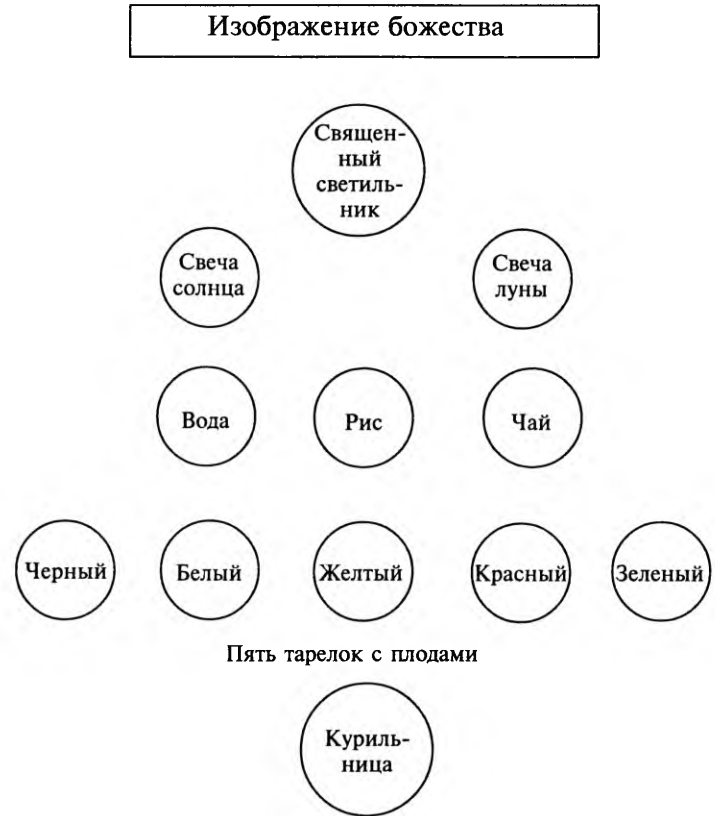 Изображение божества
Священ-
ный
светиль-
ник
Свеча
солнца
Свеча
луны
Вода
Рис
Чай
Черный
Белый
Желтый
Красный
Зеленый
Пять тарелок с плодами
Куриль-
ница